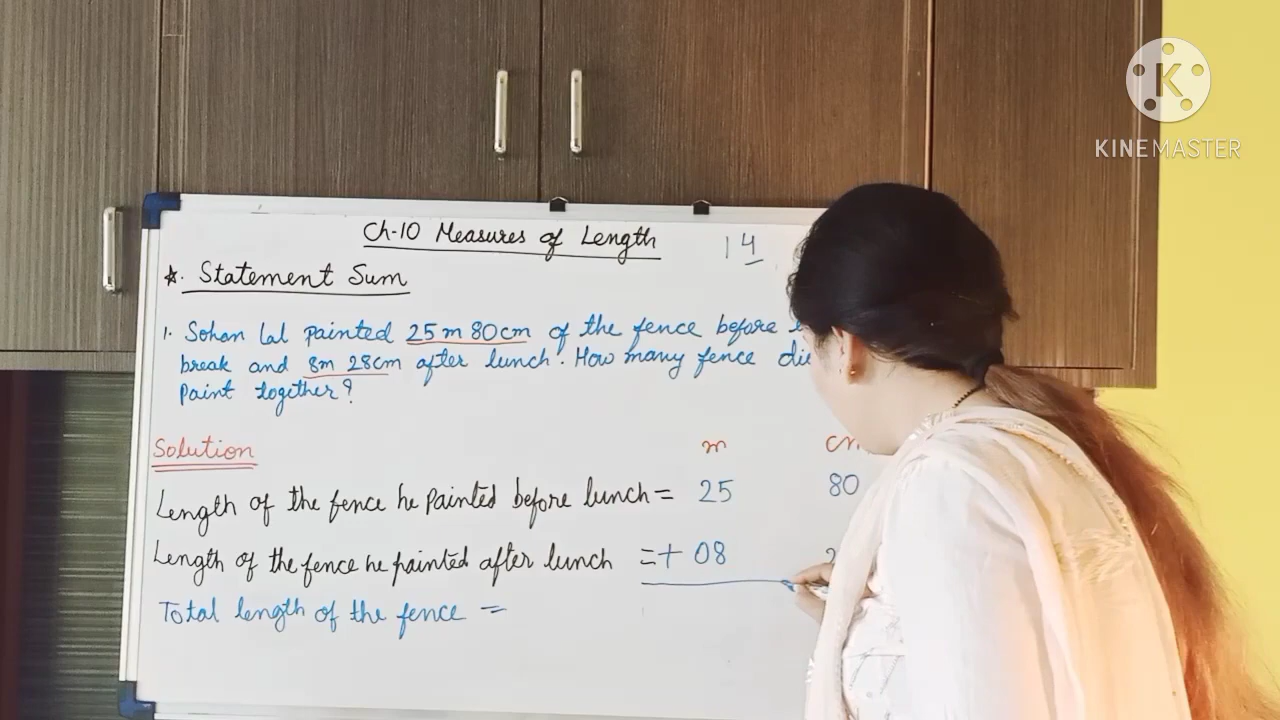 K
KINEMASTER
Ch-10 Measures of Length 14
☆. Statement Sum
1. Sohan lal painted 25m 80cm of the fence before
break and 8m 28cm after lunch. How many fence
paint together?
Solution
m
Length of the fence he painted before lunch = 25 80
Length of the fence he painted after lunch = + 08
Total length of the fence =